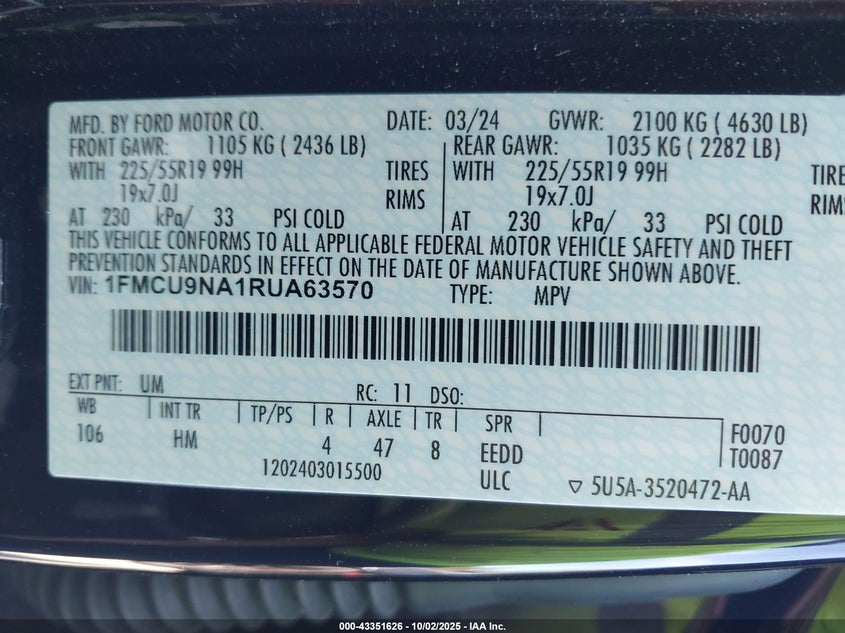 MFD. BY FORD MOTOR CO. DATE: 03/24 GVWR: 2100 KG ( 4630 LB)
FRONT GAWR: 1105 KG ( 2436 LB) REAR GAWR: 1035 KG ( 2282 LB)
WITH 225/55R19 99H TIRES WITH 225/55R19 99H TIRE
19x7.0J RIMS 19x7.0J RIMS
AT 230 kPa/ 33 PSI COLD AT 230 kPa/ 33 PSI COLD
THIS VEHICLE CONFORMS TO ALL APPLICABLE FEDERAL MOTOR VEHICLE SAFETY AND THEFT
PREVENTION STANDARDS IN EFFECT ON THE DATE OF MANUFACTURE SHOWN ABOVE.
VIN: 1FMCU9NA1RUA63570 TYPE: MPV
EXT PNT: UM RC: 11 DSO:
WB INT TR TP/PS R AXLE TR SPR F0070
106 HM 4 47 8 EEDD T0087
1202403015500 ULC ▽ 5U5A-3520472-AA
000-43351626 - 10/02/2025 - IAA Inc.